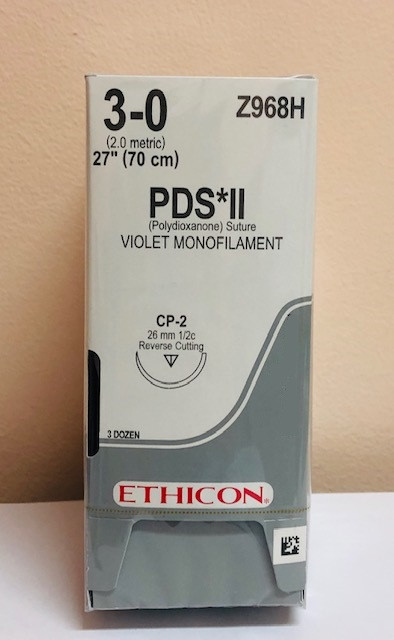 3-0
Z968H
(2.0 metric)
27" (70 cm)
PDS*II
(Polydioxanone) Suture
VIOLET MONOFILAMENT
CP-2
26 mm 1/2c
Reverse Cutting
3 DOZEN
ETHICON®